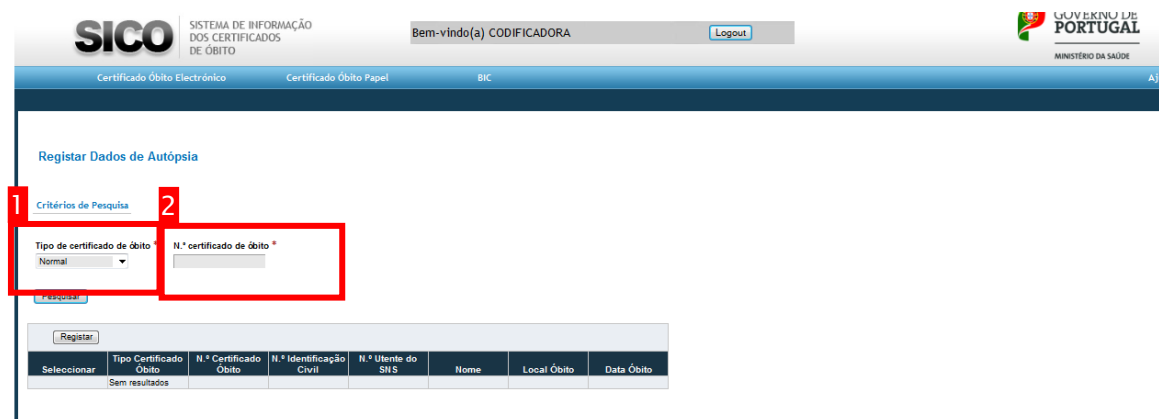 SICO
SISTEMA DE INFORMAÇÃO
DOS CERTIFICADOS
DE ÓBITO
Bem-vindo(a) CODIFICADORA
Logout
GOVERNO DE
PORTUGAL
MINISTÉRIO DA SAÚDE
Certificado Óbito Electrónico Certificado Óbito Papel BIC Aj
Registar Dados de Autópsia
1
2
Critérios de Pesquisa
Tipo de certificado de óbito * N.º certificado de óbito *
Normal
Pesquisar
Registar
Seleccionar
Tipo Certificado
Óbito
N.º Certificado
Óbito
N.º Identificação
Civil
N.º Utente do
SNS
Nome
Local Óbito
Data Óbito
Sem resultados